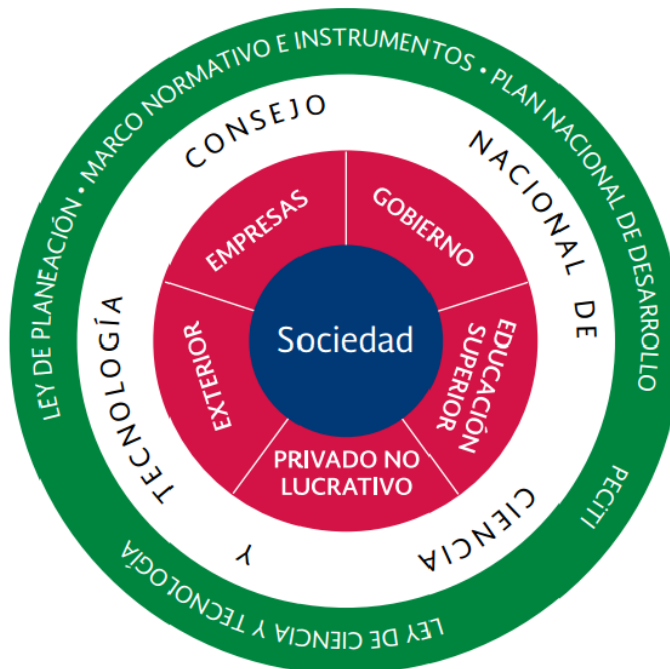 LEY DE PLANEACIÓN • MARCO NORMATIVO E INSTRUMENTOS • PLAN NACIONAL DE DESARROLLO
PECiTI
LEY DE CIENCIA Y TECNOLOGÍA
CONSEJO
NACIONAL DE
CIENCIA
Y
TECNOLOGÍA
EMPRESAS
GOBIERNO
EDUCACIÓN
SUPERIOR
PRIVADO NO
LUCRATIVO
EXTERIOR
Sociedad